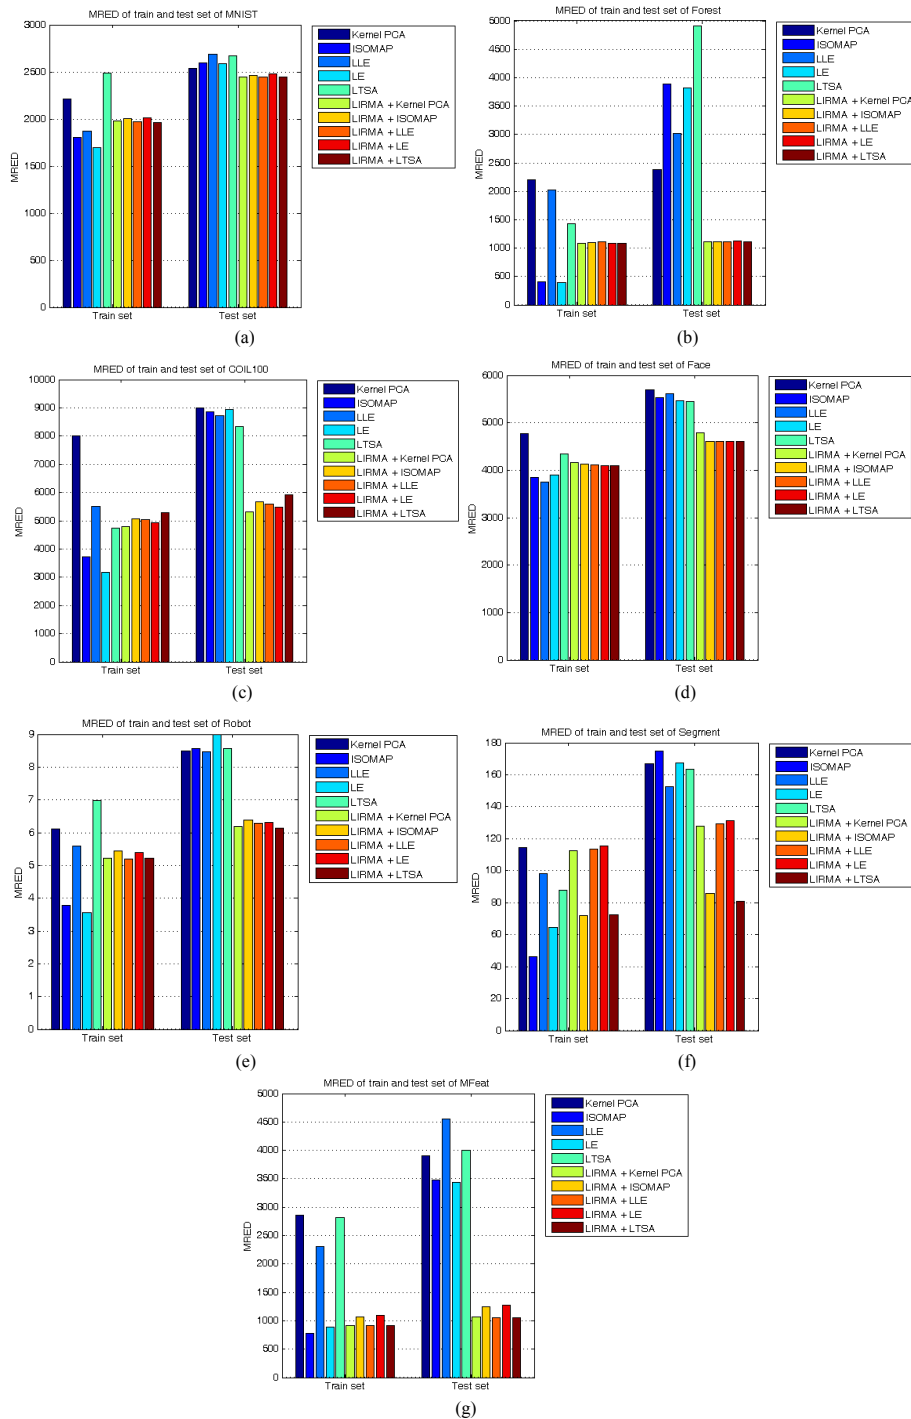 MRED of train and test set of MNIST
3000
2500
2000
1500
1000
500
0
MRED
Train set
Test set
Kernel PCA
ISOMAP
LLE
LE
LTSA
LIRMA + Kernel PCA
LIRMA + ISOMAP
LIRMA + LLE
LIRMA + LE
LIRMA + LTSA
(a)
MRED of train and test set of Forest
5000
4500
4000
3500
3000
2500
2000
1500
1000
500
0
MRED
Train set
Test set
Kernel PCA
ISOMAP
LLE
LE
LTSA
LIRMA + Kernel PCA
LIRMA + ISOMAP
LIRMA + LLE
LIRMA + LE
LIRMA + LTSA
(b)
MRED of train and test set of COIL100
10000
9000
8000
7000
6000
5000
4000
3000
2000
1000
0
MRED
Train set
Test set
Kernel PCA
ISOMAP
LLE
LE
LTSA
LIRMA + Kernel PCA
LIRMA + ISOMAP
LIRMA + LLE
LIRMA + LE
LIRMA + LTSA
(c)
MRED of train and test set of Face
6000
5000
4000
3000
2000
1000
0
MRED
Train set
Test set
Kernel PCA
ISOMAP
LLE
LE
LTSA
LIRMA + Kernel PCA
LIRMA + ISOMAP
LIRMA + LLE
LIRMA + LE
LIRMA + LTSA
(d)
MRED of train and test set of Robot
9
8
7
6
5
4
3
2
1
0
MRED
Train set
Test set
Kernel PCA
ISOMAP
LLE
LE
LTSA
LIRMA + Kernel PCA
LIRMA + ISOMAP
LIRMA + LLE
LIRMA + LE
LIRMA + LTSA
(e)
MRED of train and test set of Segment
180
160
140
120
100
80
60
40
20
0
MRED
Train set
Test set
Kernel PCA
ISOMAP
LLE
LE
LTSA
LIRMA + Kernel PCA
LIRMA + ISOMAP
LIRMA + LLE
LIRMA + LE
LIRMA + LTSA
(f)
MRED of train and test set of MFeat
5000
4500
4000
3500
3000
2500
2000
1500
1000
500
0
MRED
Train set
Test set
Kernel PCA
ISOMAP
LLE
LE
LTSA
LIRMA + Kernel PCA
LIRMA + ISOMAP
LIRMA + LLE
LIRMA + LE
LIRMA + LTSA
(g)